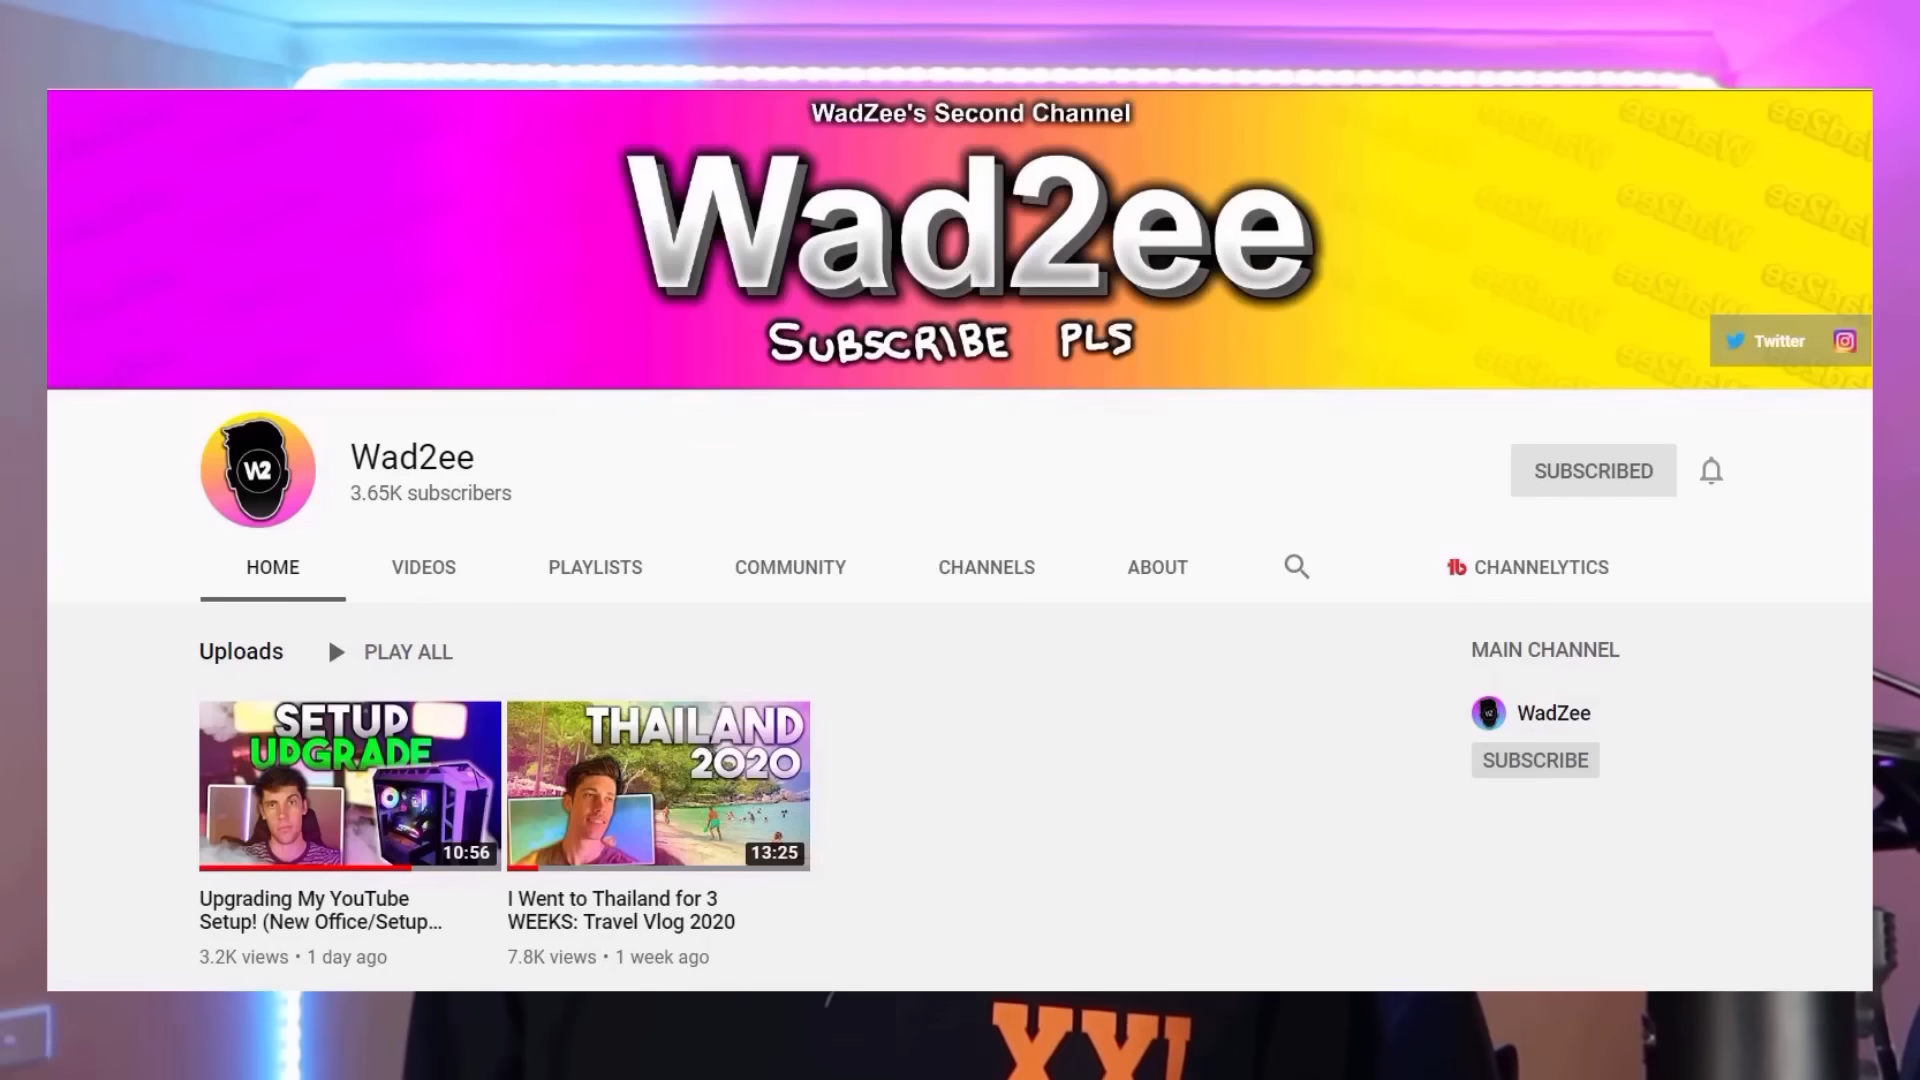 WadZee's Second Channel
Wad2ee
SUBSCRIBE PLS
Twitter
W2
Wad2ee
3.65K subscribers
SUBSCRIBED
HOME
VIDEOS
PLAYLISTS
COMMUNITY
CHANNELS
ABOUT
CHANNELYTICS
Uploads
PLAY ALL
MAIN CHANNEL
WadZee
SUBSCRIBE
SETUP
UPGRADE
10:56
THAILAND
2020
13:25
Upgrading My YouTube
Setup! (New Office/Setup...
3.2K views • 1 day ago
I Went to Thailand for 3
WEEKS: Travel Vlog 2020
7.8K views • 1 week ago
XXL